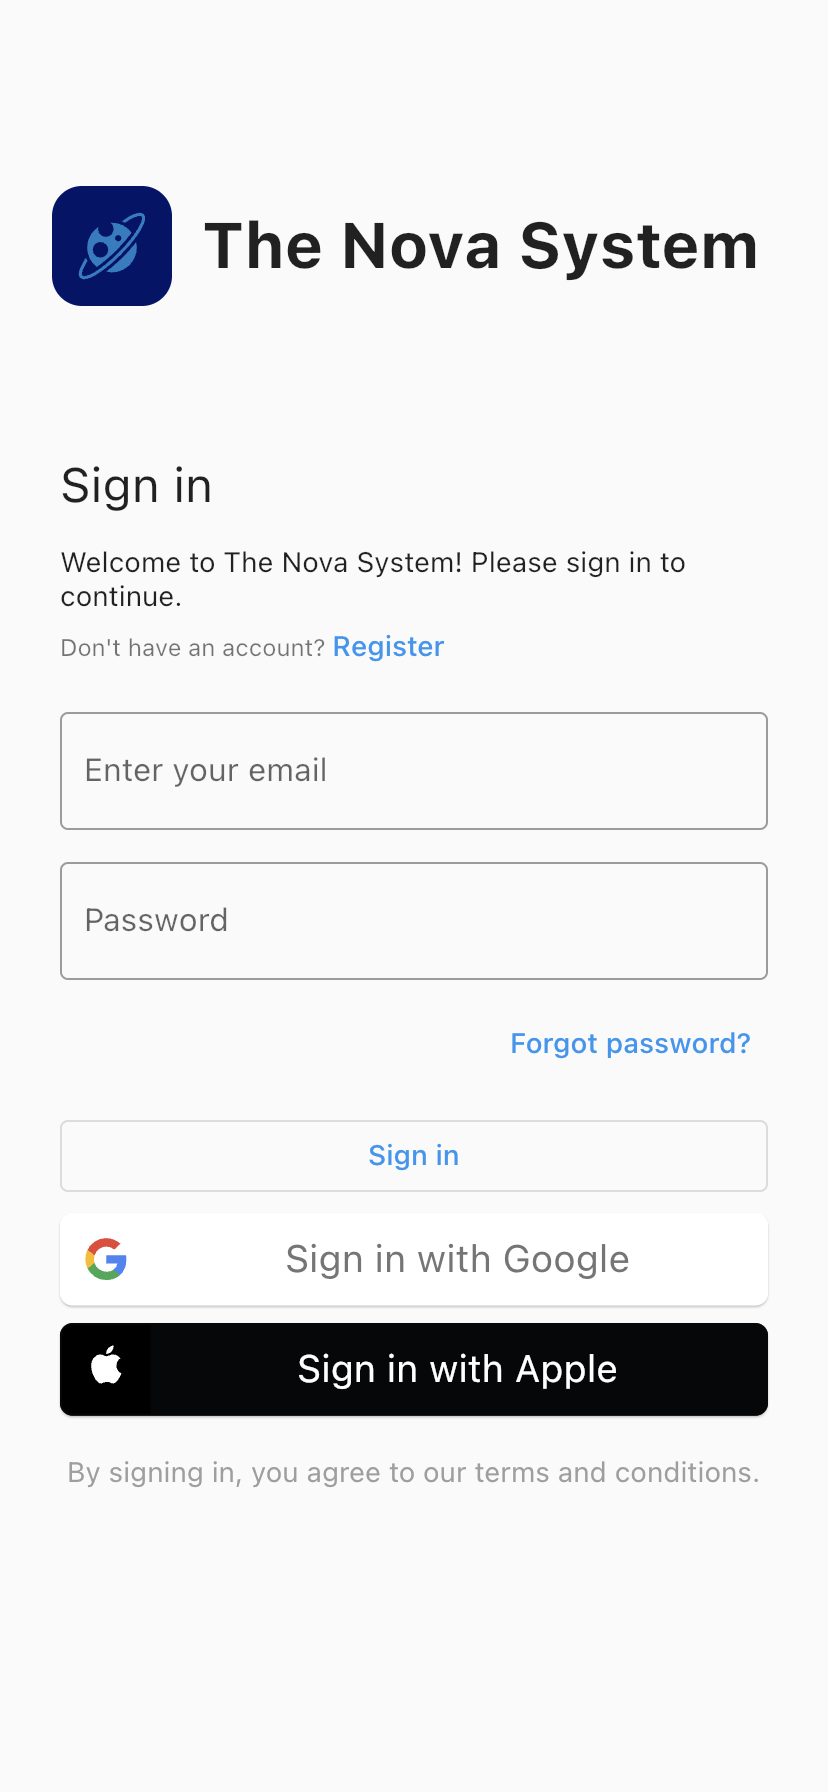 The Nova System
Sign in
Welcome to The Nova System! Please sign in to
continue.
Don't have an account? Register
Enter your email
Password
Forgot password?
Sign in
Sign in with Google
Sign in with Apple
By signing in, you agree to our terms and conditions.